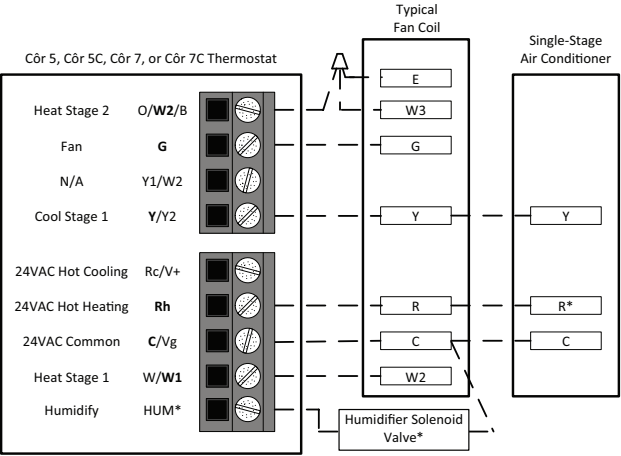 Typical
Fan Coil
Single-Stage
Air Conditioner
Côr 5, Côr 5C, Côr 7, or Côr 7C Thermostat
E
Heat Stage 2 O/W2/B W3
Fan G G
N/A Y1/W2
Cool Stage 1 Y/Y2 Y Y
24VAC Hot Cooling Rc/V+
24VAC Hot Heating Rh R R*
24VAC Common C/Vg C C
Heat Stage 1 W/W1 W2
Humidify HUM*
Humidifier Solenoid
Valve*